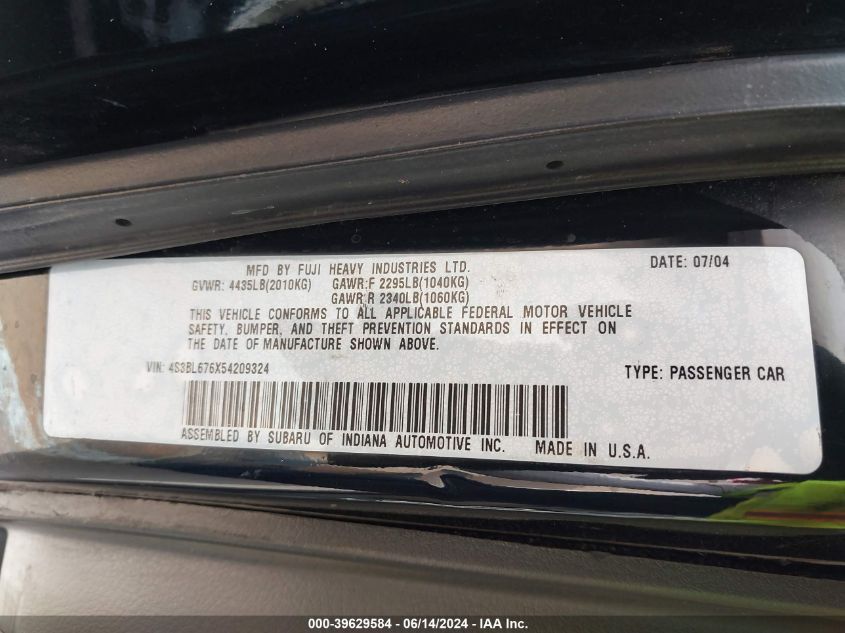 MFD BY FUJI HEAVY INDUSTRIES LTD. DATE: 07/04
GVWR: 4435LB(2010KG) GAWR:F 2295LB(1040KG)
GAWR:R 2340LB(1060KG)
THIS VEHICLE CONFORMS TO ALL APPLICABLE FEDERAL MOTOR VEHICLE
SAFETY, BUMPER, AND THEFT PREVENTION STANDARDS IN EFFECT ON
THE DATE OF MANUFACTURE SHOWN ABOVE.
VIN: 4S3BL676X54209324 TYPE: PASSENGER CAR
ASSEMBLED BY SUBARU OF INDIANA AUTOMOTIVE INC. MADE IN U.S.A.
000-39629584 - 06/14/2024 - IAA Inc.